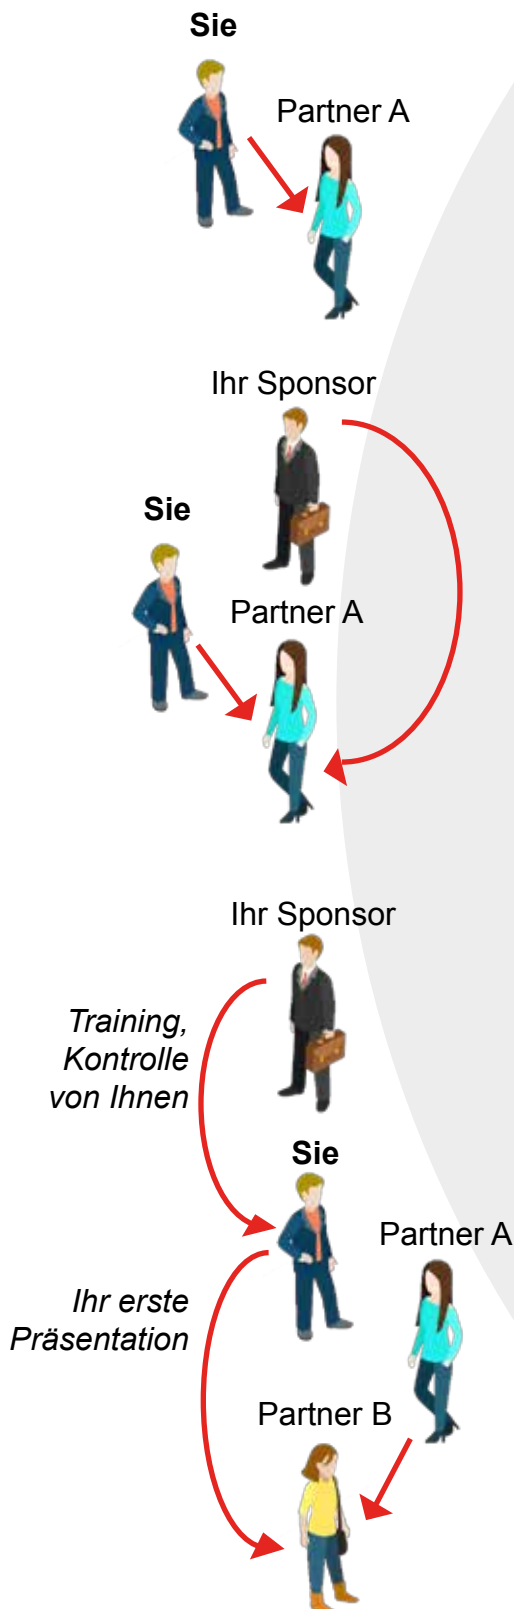 Sie
Partner A
Ihr Sponsor
Sie
Partner A
Ihr Sponsor
Training,
Kontrolle
von Ihnen
Sie
Partner A
Ihr erste
Präsentation
Partner B